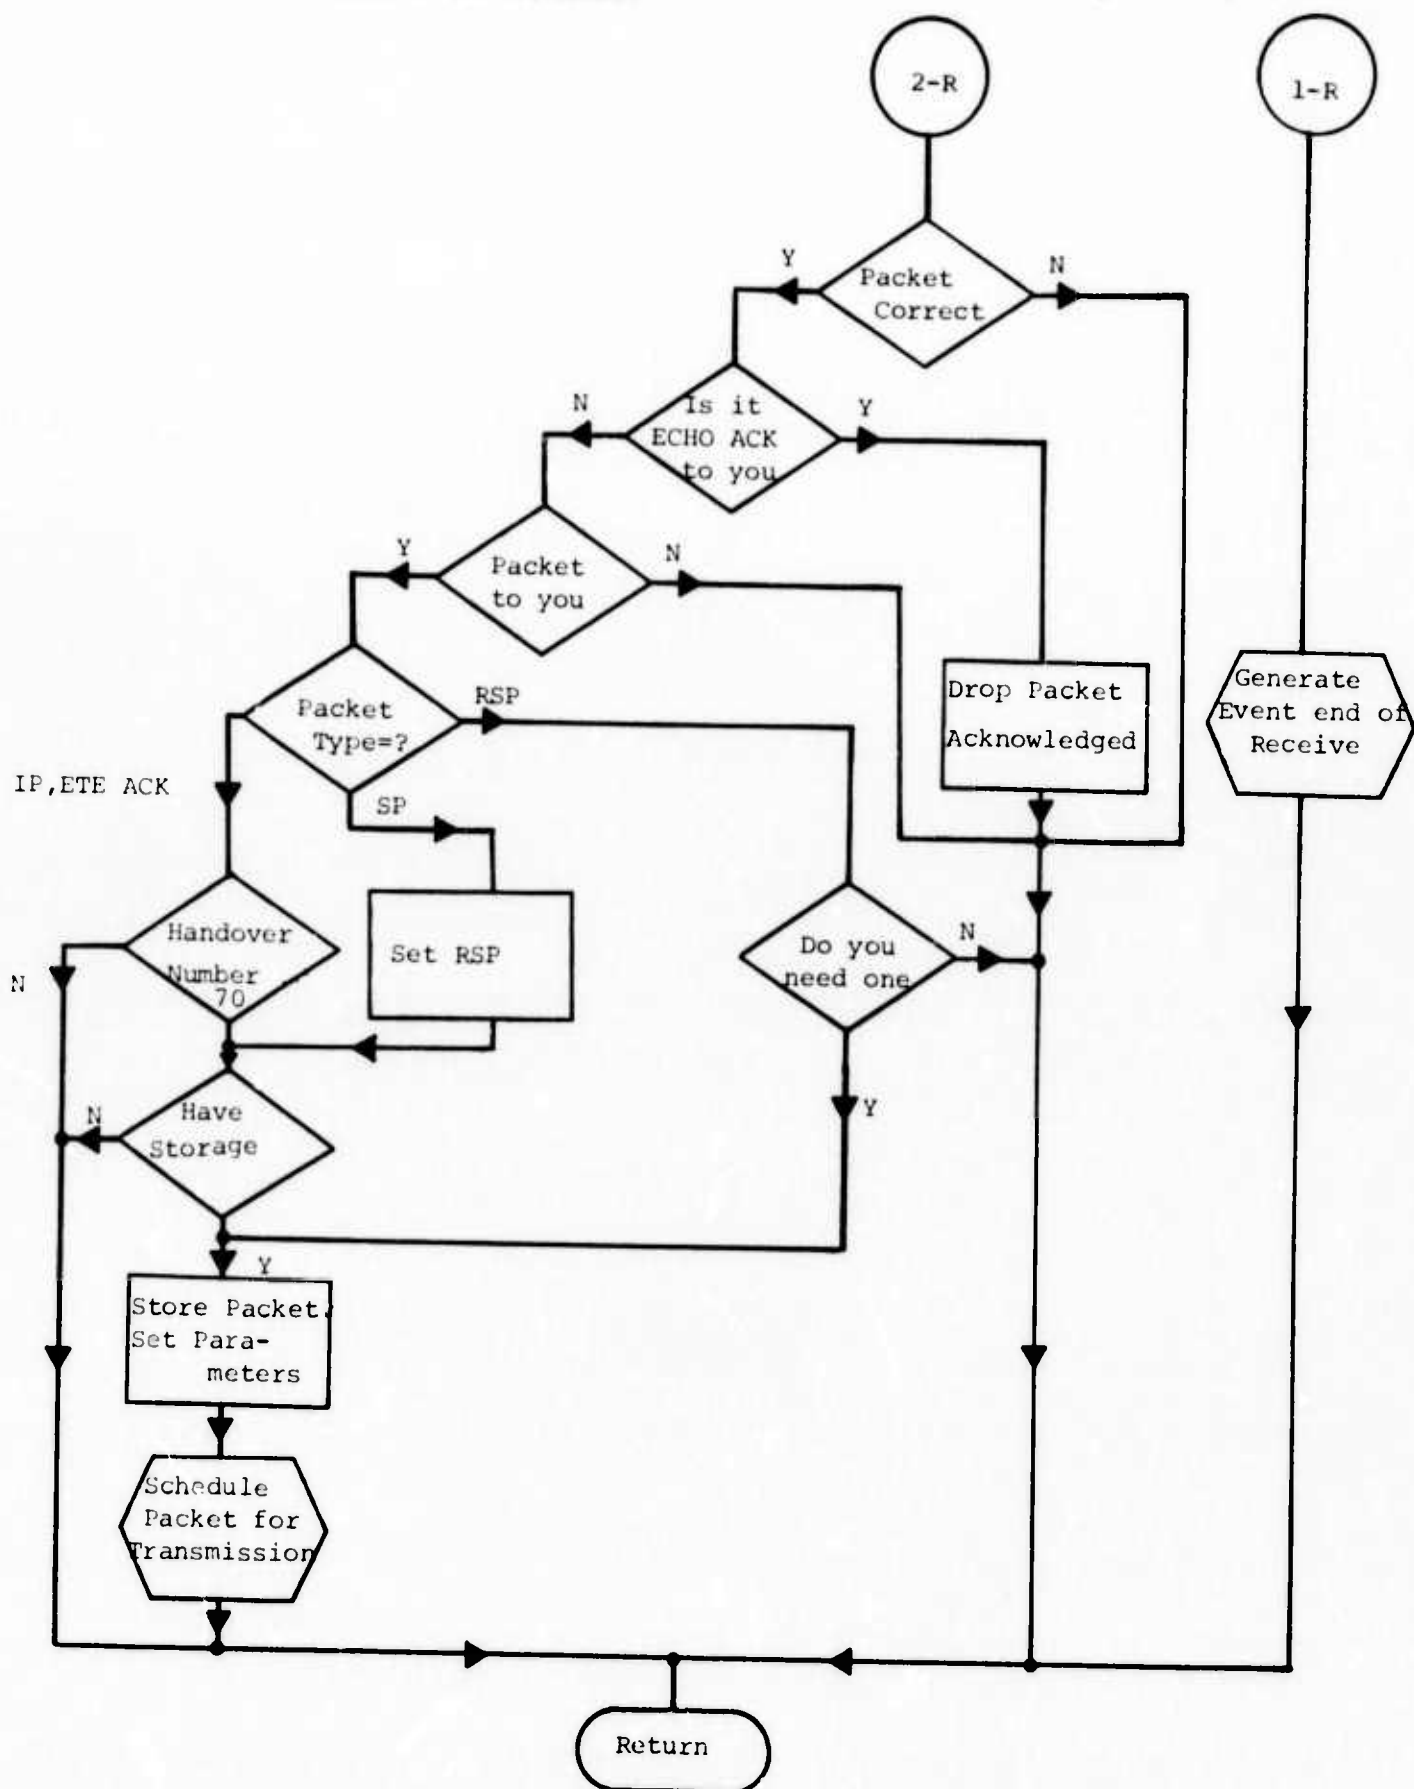 2-R
1-R
Y
Packet
Correct
N
N
Is it
ECHO ACK
to you
Y
Y
Packet
to you
N
Packet
Type=?
RSP
Drop Packet
Acknowledged
Generate
Event end of
Receive
IP,ETE ACK
SP
Handover
Number
70
N
Set RSP
Do you
need one
N
Have
Storage
N
Y
Y
Store Packet,
Set Para-
meters
Schedule
Packet for
Transmission
Return